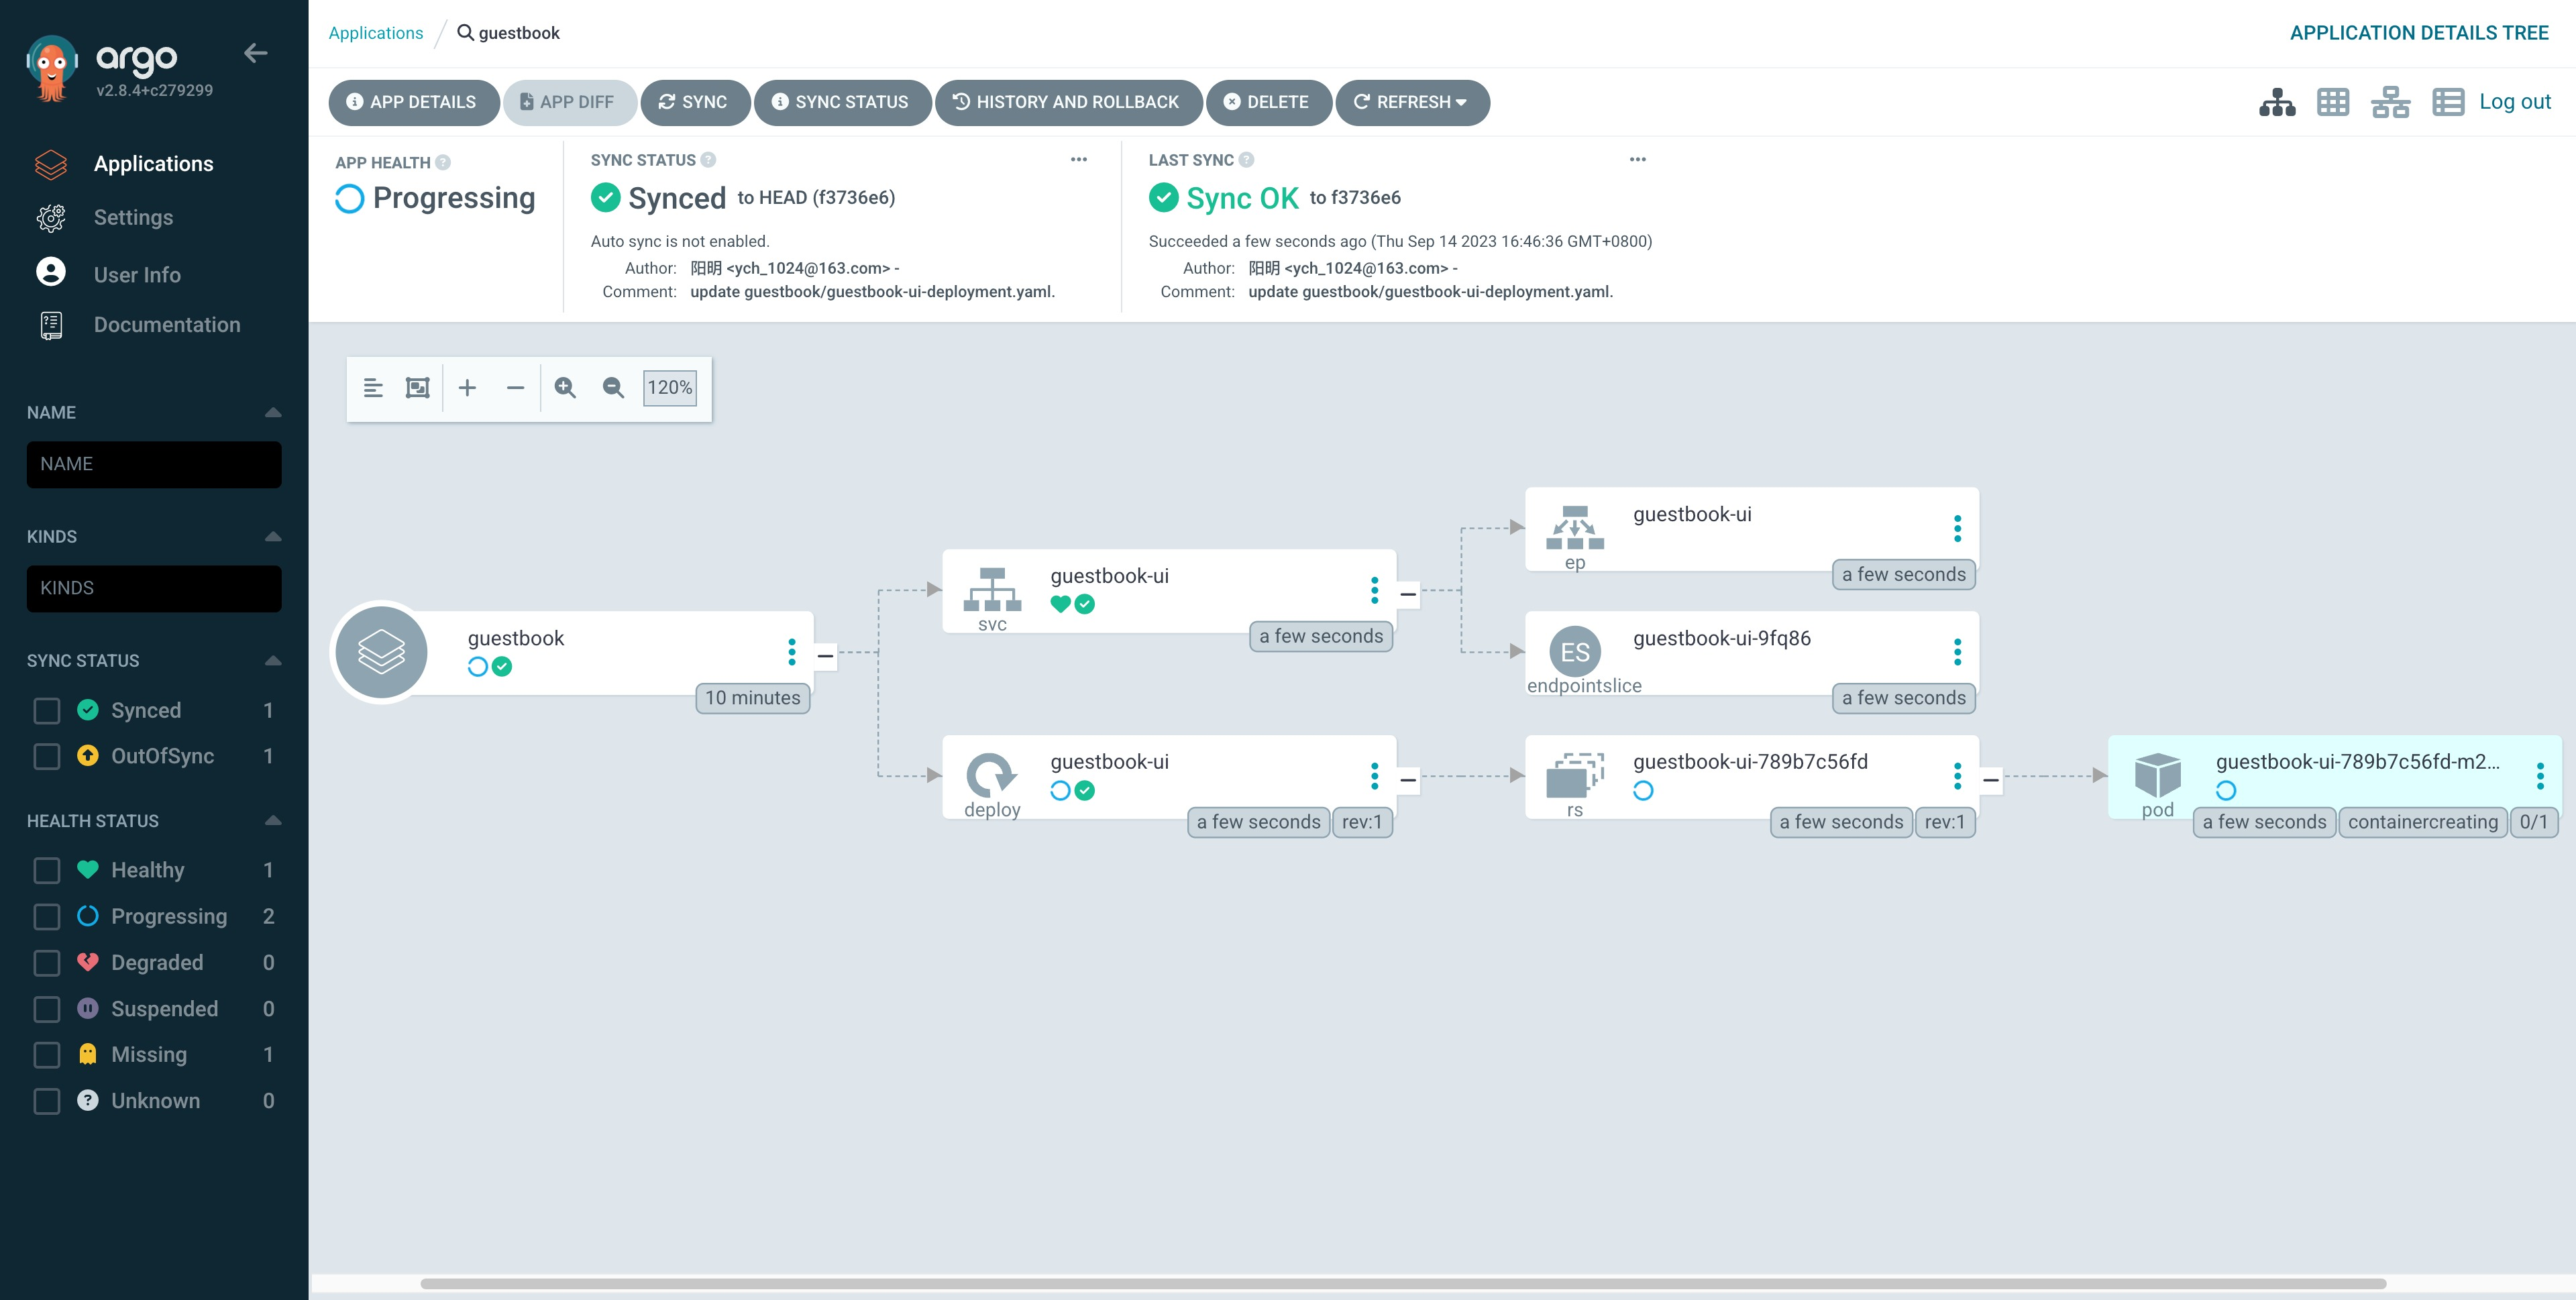 argo
v2.8.4+c279299
Applications
Settings
User Info
Documentation
NAME
NAME
KINDS
KINDS
SYNC STATUS
Synced 1
OutOfSync 1
HEALTH STATUS
Healthy 1
Progressing 2
Degraded 0
Suspended 0
Missing 1
Unknown 0
Applications / guestbook
APPLICATION DETAILS TREE
APP DETAILS APP DIFF SYNC SYNC STATUS HISTORY AND ROLLBACK DELETE REFRESH
Log out
APP HEALTH ?
Progressing
SYNC STATUS ?
Synced to HEAD (f3736e6)
Auto sync is not enabled.
Author: 阳明 <ych_1024@163.com> -
Comment: update guestbook/guestbook-ui-deployment.yaml.
LAST SYNC ?
Sync OK to f3736e6
Succeeded a few seconds ago (Thu Sep 14 2023 16:46:36 GMT+0800)
Author: 阳明 <ych_1024@163.com> -
Comment: update guestbook/guestbook-ui-deployment.yaml.
120%
guestbook
10 minutes
guestbook-ui
svc
a few seconds
guestbook-ui
deploy
a few seconds rev:1
guestbook-ui
ep
a few seconds
ES
guestbook-ui-9fq86
endpointslice
a few seconds
guestbook-ui-789b7c56fd
rs
a few seconds rev:1
guestbook-ui-789b7c56fd-m2...
pod
a few seconds containercreating 0/1